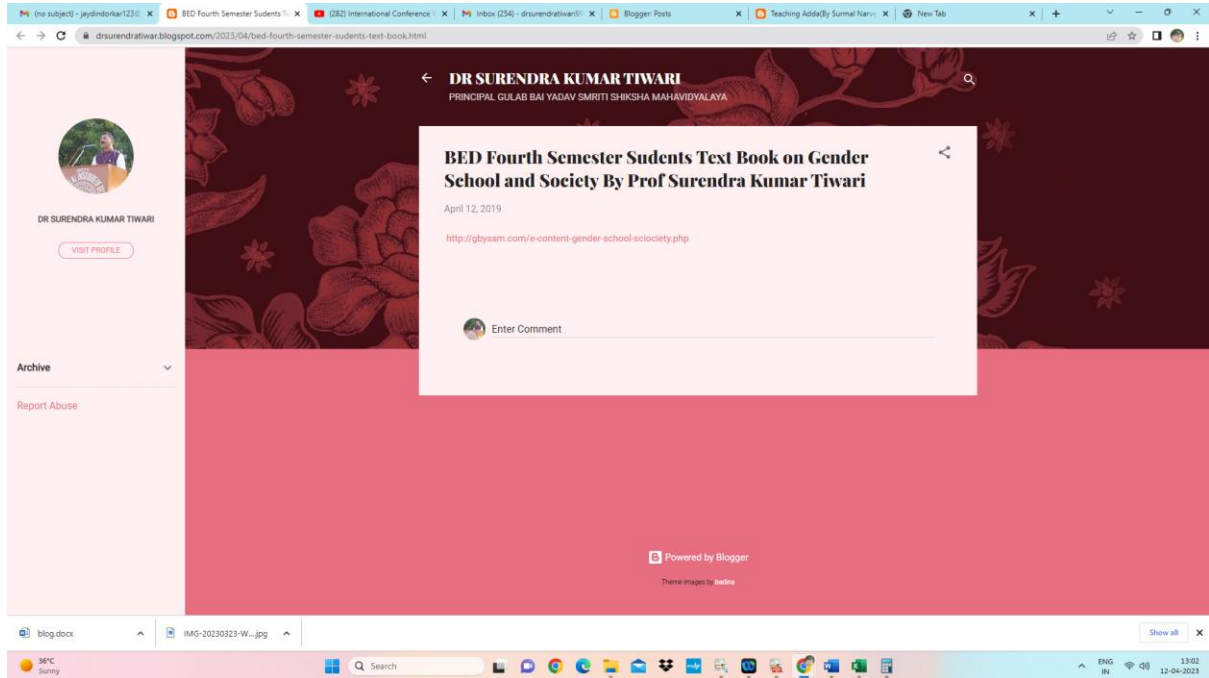 (no subject) - jaydindorkar123@
BED Fourth Semester Sudents T
(282) International Conference
Inbox (254) - drsurendratiwari
Blogger: Posts
Teaching Adda(By Surmal Narv
New Tab
drsurendratiwar.blogspot.com/2023/04/bed-fourth-semester-sudents-text-book.html
DR SURENDRA KUMAR TIWARI
PRINCIPAL GULAB BAI YADAV SMRITI SHIKSHA MAHAVIDYALAYA
DR SURENDRA KUMAR TIWARI
VISIT PROFILE
Archive
Report Abuse
BED Fourth Semester Sudents Text Book on Gender
School and Society By Prof Surendra Kumar Tiwari
April 12, 2019
http://gbyssm.com/e-content-gender-school-sciociety.php
Enter Comment
Powered by Blogger
Theme images by badins
blog.docx
IMG-20230323-W....jpg
Show all
36°C
Sunny
Search
ENG
IN
13:02
12-04-2023